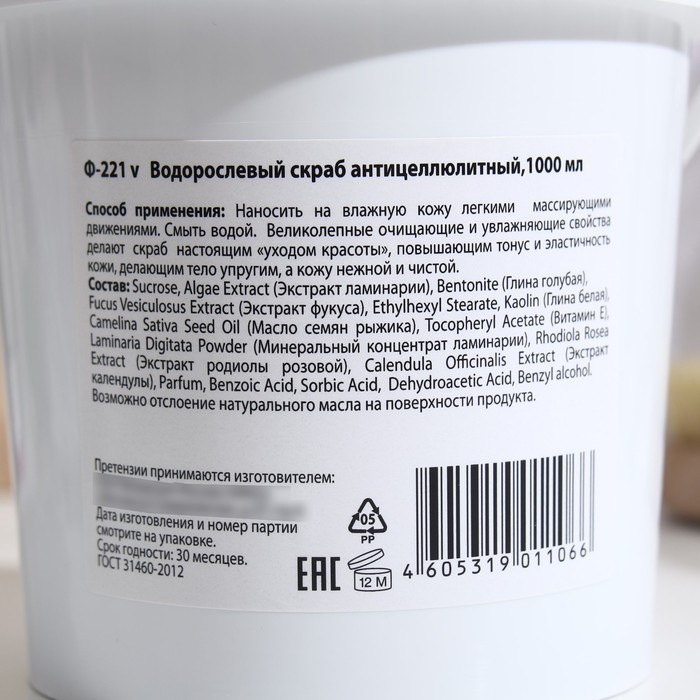 Ф-221 v Водорослевый скраб антицеллюлитный,1000 мл
Способ применения: Наносить на влажную кожу легкими массирующими
движениями. Смыть водой. Великолепные очищающие и увлажняющие свойства
делают скраб настоящим «уходом красоты», повышающим тонус и эластичность
кожи, делающим тело упругим, а кожу нежной и чистой.
Состав: Sucrose, Algae Extract (Экстракт ламинарии), Bentonite (Глина голубая),
Fucus Vesiculosus Extract (Экстракт фукуса), Ethylhexyl Stearate, Kaolin (Глина белая),
Camelina Sativa Seed Oil (Масло семян рыжика), Tocopheryl Acetate (Витамин Е),
Laminaria Digitata Powder (Минеральный концентрат ламинарии), Rhodiola Rosea
Extract (Экстракт родиолы розовой), Calendula Officinalis Extract (Экстракт
календулы), Parfum, Benzoic Acid, Sorbic Acid, Dehydroacetic Acid, Benzyl alcohol.
Возможно отслоение натурального масла на поверхности продукта.
Претензии принимаются изготовителем:
Дата изготовления и номер партии
смотрите на упаковке.
Срок годности: 30 месяцев.
ГОСТ 31460-2012
05
PP
ЕАС
12 M
4 605319 011066